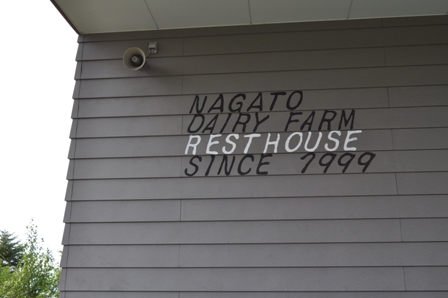 NAGATO
DAIRY FARM
RESTHOUSE
SINCE 1999